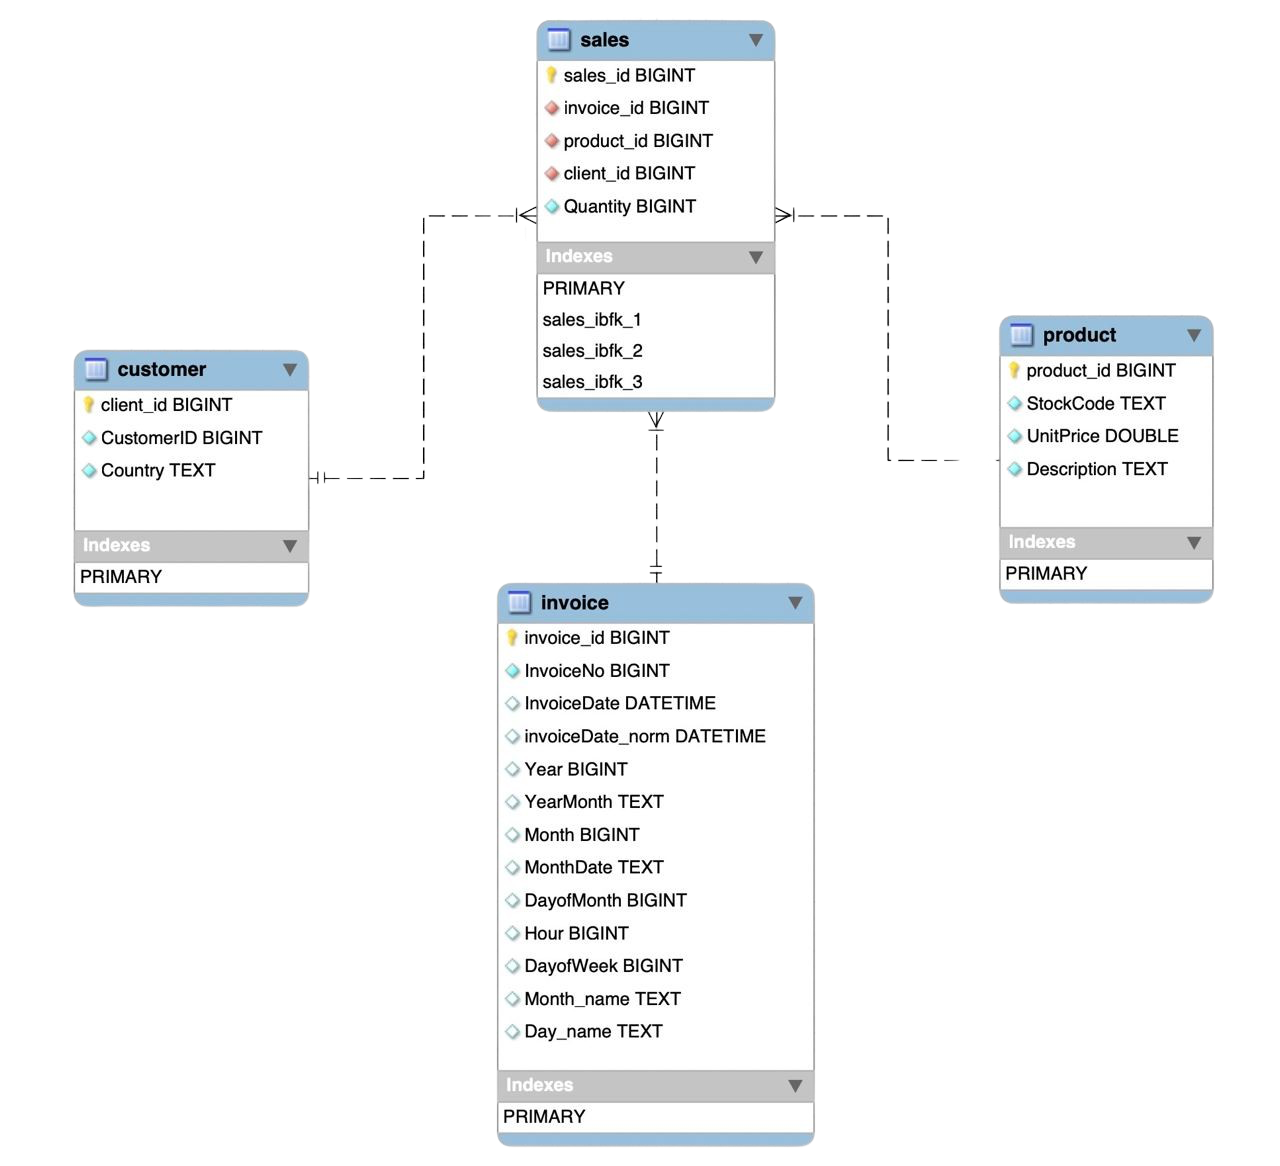 sales
sales_id BIGINT
invoice_id BIGINT
product_id BIGINT
client_id BIGINT
Quantity BIGINT
Indexes
PRIMARY
sales_ibfk_1
sales_ibfk_2
sales_ibfk_3
customer
client_id BIGINT
CustomerID BIGINT
Country TEXT
Indexes
PRIMARY
product
product_id BIGINT
StockCode TEXT
UnitPrice DOUBLE
Description TEXT
Indexes
PRIMARY
invoice
invoice_id BIGINT
InvoiceNo BIGINT
InvoiceDate DATETIME
invoiceDate_norm DATETIME
Year BIGINT
YearMonth TEXT
Month BIGINT
MonthDate TEXT
DayofMonth BIGINT
Hour BIGINT
DayofWeek BIGINT
Month_name TEXT
Day_name TEXT
Indexes
PRIMARY